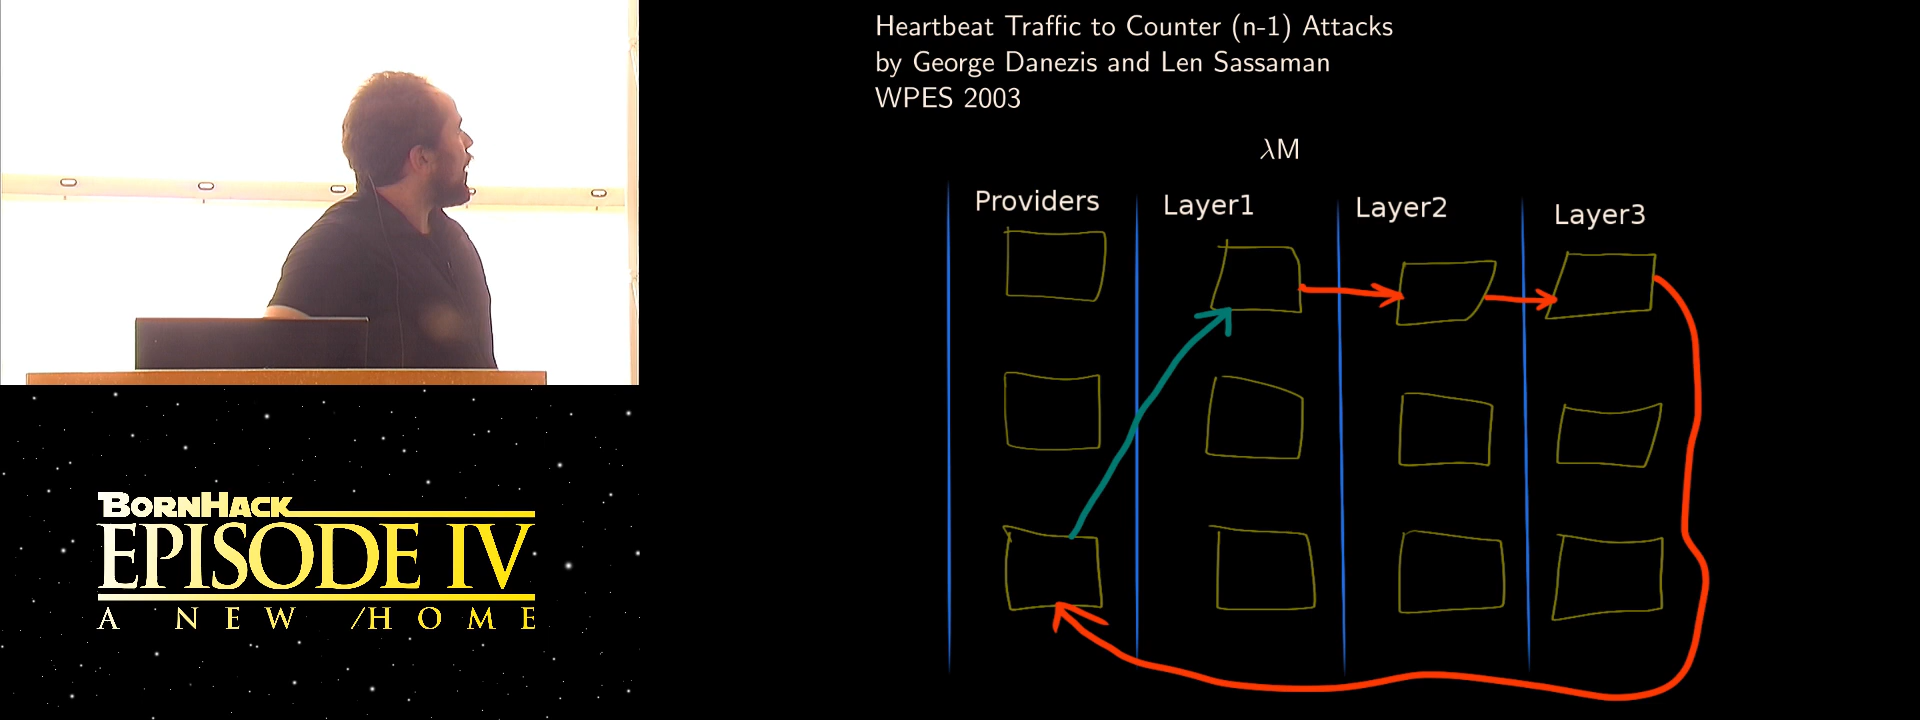 Heartbeat Traffic to Counter (n-1) Attacks
by George Danezis and Len Sassaman
WPES 2003
λM
Providers
Layer1
Layer2
Layer3
BORNHACK
EPISODE IV
A NEW /HOME